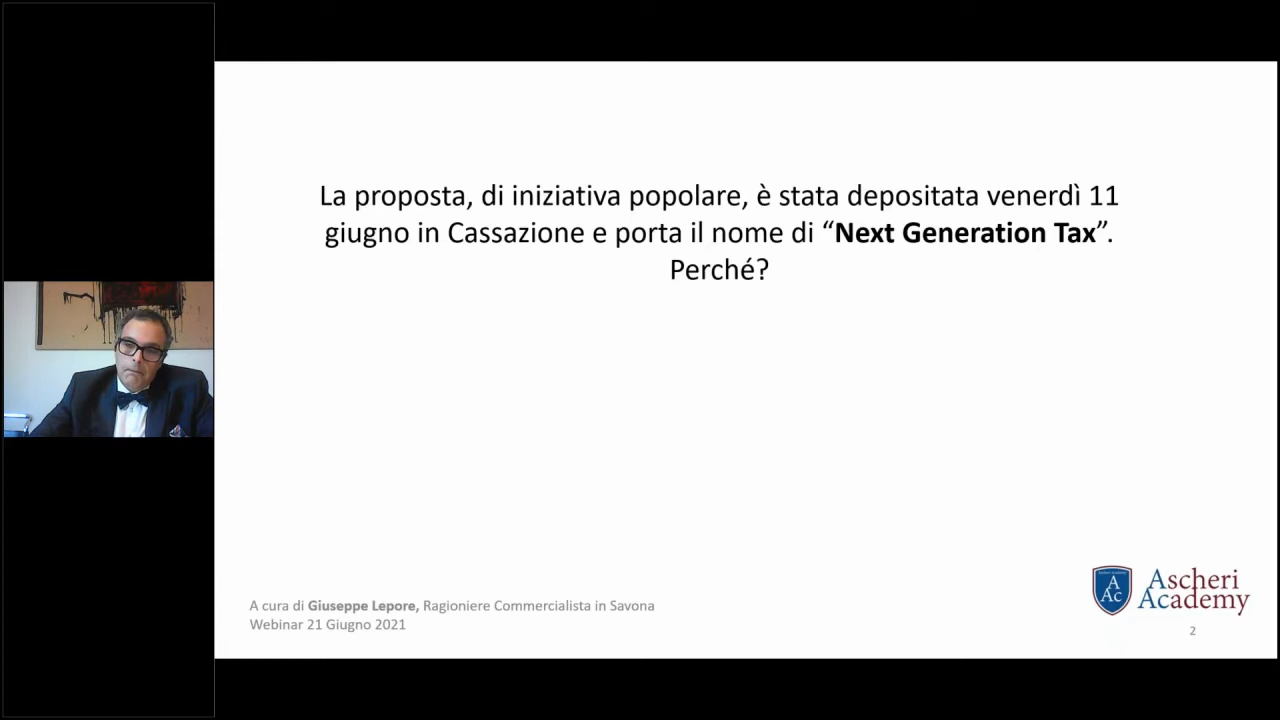 La proposta, di iniziativa popolare, è stata depositata venerdì 11
giugno in Cassazione e porta il nome di “Next Generation Tax”.
Perché?
A cura di Giuseppe Lepore, Ragioniere Commercialista in Savona
Webinar 21 Giugno 2021
A
Ac
Ascheri
Academy
2